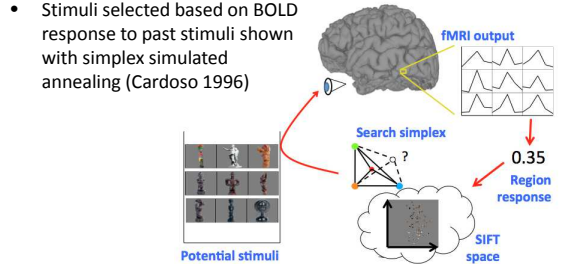 • Stimuli selected based on BOLD
response to past stimuli shown
with simplex simulated
annealing (Cardoso 1996)
fMRI output
Search simplex
?
0.35
Region
response
SIFT
space
Potential stimuli